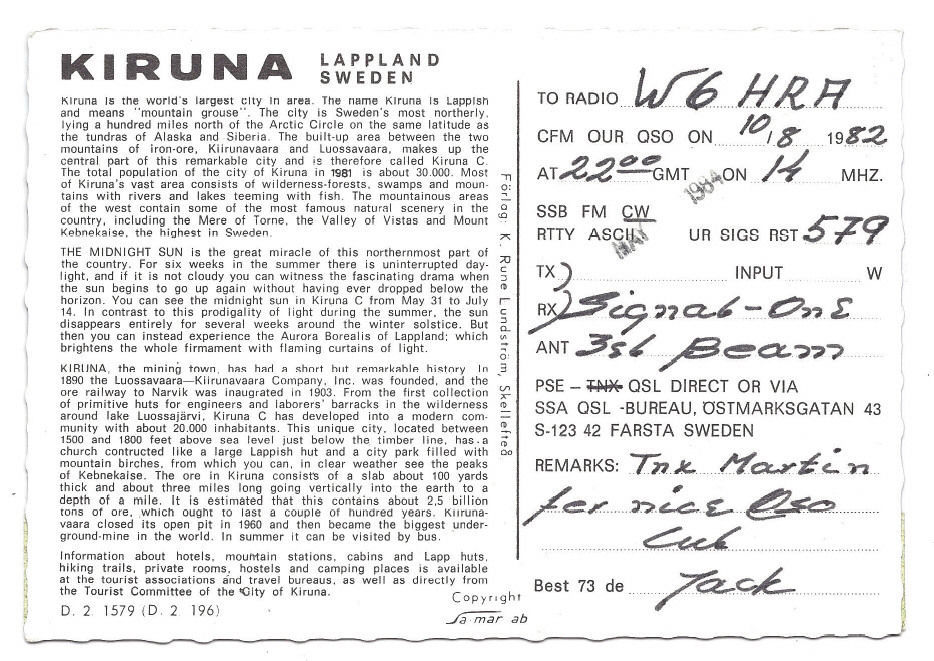 KIRUNA LAPPLAND
SWEDEN
Kiruna is the world's largest city in area. The name Kiruna is Lappish
and means "mountain grouse". The city is Sweden's most northerly,
lying a hundred miles north of the Arctic Circle on the same latitude as
the tundras of Alaska and Siberia. The built-up area between the two
mountains of iron-ore, Kiirunavaara and Luossavaara, makes up the
central part of this remarkable city and is therefore called Kiruna C.
The total population of the city of Kiruna in 1981 is about 30.000. Most
of Kiruna's vast area consists of wilderness-forests, swamps and moun-
tains with rivers and lakes teeming with fish. The mountainous areas
of the west contain some of the most famous natural scenery in the
country, including the Mere of Torne, the Valley of Vistas and Mount
Kebnekaise, the highest in Sweden.
THE MIDNIGHT SUN is the great miracle of this northernmost part of
the country. For six weeks in the summer there is uninterrupted day-
light, and if it is not cloudy you can witness the fascinating drama when
the sun begins to go up again without having ever dropped below the
horizon. You can see the midnight sun in Kiruna C from May 31 to July
14. In contrast to this prodigality of light during the summer, the sun
disappears entirely for several weeks around the winter solstice. But
then you can instead experience the Aurora Borealis of Lappland; which
brightens the whole firmament with flaming curtains of light.
KIRUNA, the mining town, has had a short but remarkable history. In
1890 the Luossavaara—Kiirunavaara Company, Inc. was founded, and the
ore railway to Narvik was inaugrated in 1903. From the first collection
of primitive huts for engineers and laborers' barracks in the wilderness
around lake Luossajärvi, Kiruna C has developed into a modern com-
munity with about 20.000 inhabitants. This unique city, located between
1500 and 1800 feet above sea level just below the timber line, has a
church contructed like a large Lappish hut and a city park filled with
mountain birches, from which you can, in clear weather see the peaks
of Kebnekaise. The ore in Kiruna consists of a slab about 100 yards
thick and about three miles long going vertically into the earth to a
depth of a mile. It is estimated that this contains about 2,5 billion
tons of ore, which ought to last a couple of hundred years. Kiiruna-
vaara closed its open pit in 1960 and then became the biggest under-
ground-mine in the world. In summer it can be visited by bus.
Information about hotels, mountain stations, cabins and Lapp huts,
hiking trails, private rooms, hostels and camping places is available
at the tourist associations and travel bureaus, as well as directly from
the Tourist Committee of the City of Kiruna.
D. 2. 1579 (D. 2 196)
Copyright
Sa-mar ab
Förlag: K. Rune Lundström, Skellefteå
TO RADIO W6HRA
CFM OUR QSO ON 10/8 1982
AT 22 00 GMT ON 14 MHZ.
MAY 1984
SSB FM CW
RTTY ASCII UR SIGS RST 579
TX) INPUT W
RX) Signal-One
ANT 3el Beam
PSE – TNX QSL DIRECT OR VIA
SSA QSL -BUREAU, ÖSTMARKSGATAN 43
S-123 42 FARSTA SWEDEN
REMARKS: Tnx Martin
for nice Qso
Best 73 de Jack